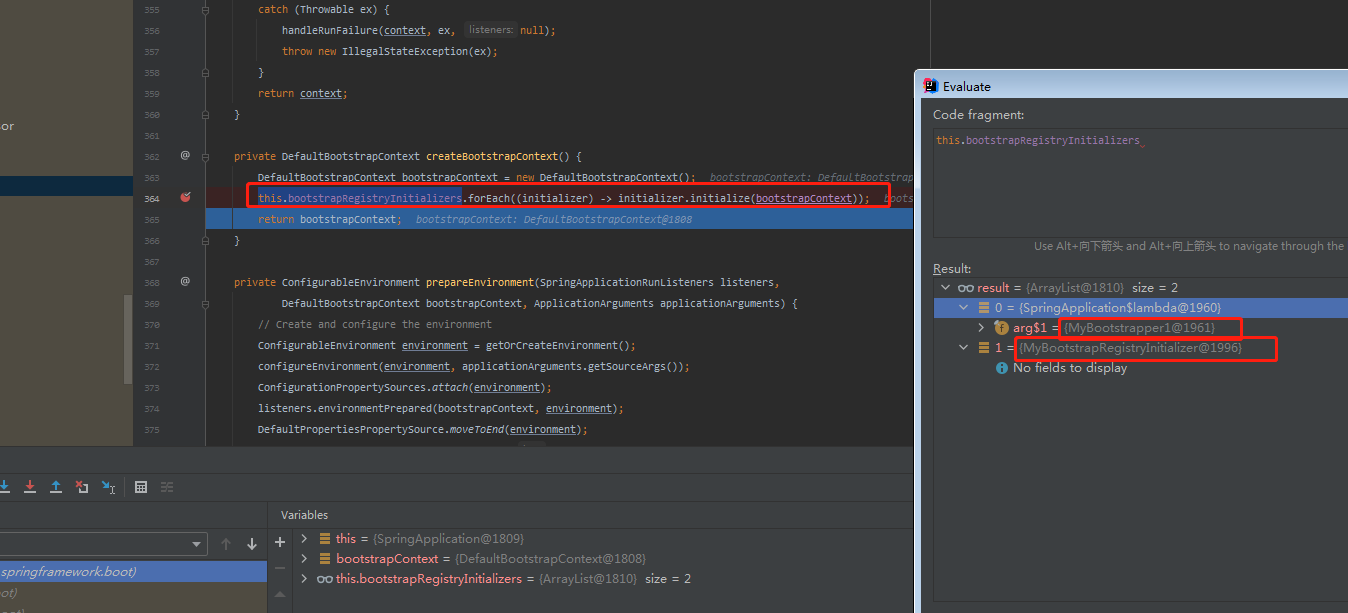 355 catch (Throwable ex) {
356 handleRunFailure(context, ex, listeners: null);
357 throw new IllegalStateException(ex);
358 }
359 return context;
360 }
361
362 @ private DefaultBootstrapContext createBootstrapContext() {
363 DefaultBootstrapContext bootstrapContext = new DefaultBootstrapContext(); bootstrapContext: DefaultBootstrap
364 this.bootstrapRegistryInitializers.forEach((initializer) -> initializer.initialize(bootstrapContext)); boots
365 return bootstrapContext; bootstrapContext: DefaultBootstrapContext@1808
366 }
367
368 @ private ConfigurableEnvironment prepareEnvironment(SpringApplicationRunListeners listeners,
369 DefaultBootstrapContext bootstrapContext, ApplicationArguments applicationArguments) {
370 // Create and configure the environment
371 ConfigurableEnvironment environment = getOrCreateEnvironment();
372 configureEnvironment(environment, applicationArguments.getSourceArgs());
373 ConfigurationPropertySources.attach(environment);
374 listeners.environmentPrepared(bootstrapContext, environment);
375 DefaultPropertiesPropertySource.moveToEnd(environment);
sor
Evaluate
Code fragment:
this.bootstrapRegistryInitializers
Use Alt+向下箭头 and Alt+向上箭头 to navigate through the
Result:
result = {ArrayList@1810} size = 2
0 = {SpringApplication$lambda@1960}
f arg$1 = {MyBootstrapper1@1961}
1 = {MyBootstrapRegistryInitializer@1996}
No fields to display
Variables
this = {SpringApplication@1809}
bootstrapContext = {DefaultBootstrapContext@1808}
this.bootstrapRegistryInitializers = {ArrayList@1810} size = 2
springframework.boot)
oot)